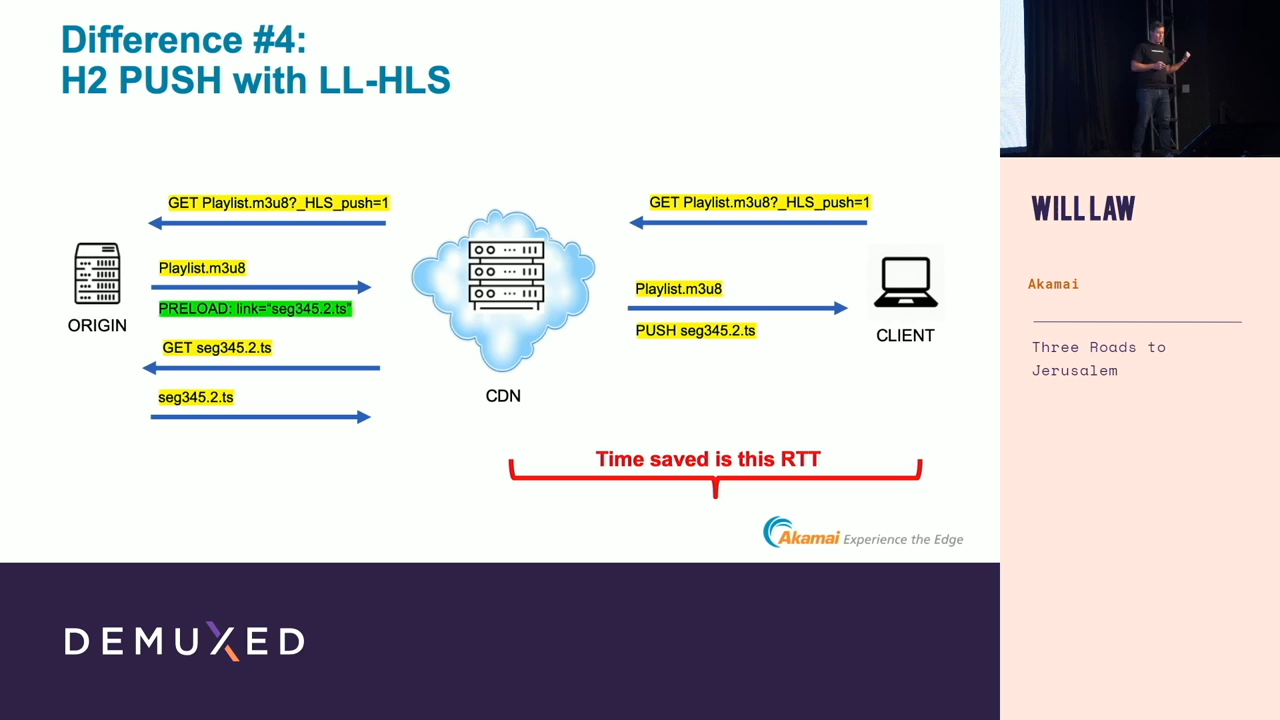 Difference #4:
H2 PUSH with LL-HLS
GET Playlist.m3u8?_HLS_push=1
Playlist.m3u8
PRELOAD: link="seg345.2.ts"
GET seg345.2.ts
seg345.2.ts
ORIGIN
CDN
GET Playlist.m3u8?_HLS_push=1
Playlist.m3u8
PUSH seg345.2.ts
CLIENT
Time saved is this RTT
Akamai Experience the Edge
DEMUXED
WILL LAW
Akamai
Three Roads to
Jerusalem